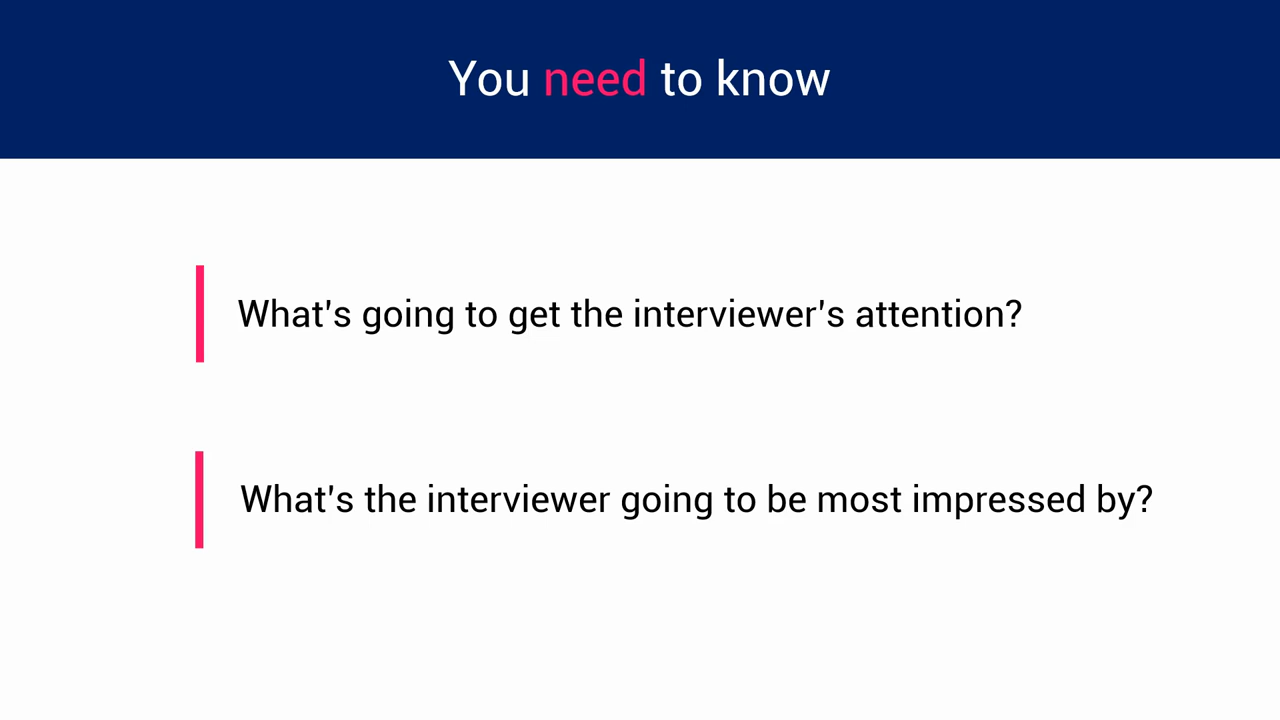 You need to know
What's going to get the interviewer's attention?
What's the interviewer going to be most impressed by?